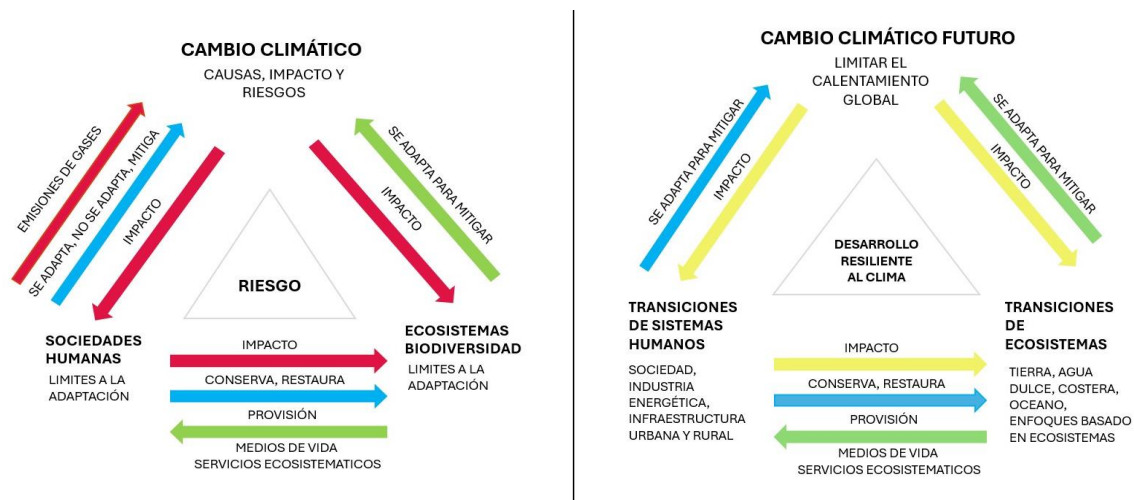 CAMBIO CLIMÁTICO
CAUSAS, IMPACTO Y
RIESGOS
EMISIONES DE GASES
SE ADAPTA, NO SE ADAPTA, MITIGA
IMPACTO
IMPACTO
SE ADAPTA PARA MITIGAR
RIESGO
SOCIEDADES
HUMANAS
LIMITES A LA
ADAPTACIÓN
ECOSISTEMAS
BIODIVERSIDAD
LIMITES A LA
ADAPTACIÓN
IMPACTO
CONSERVA, RESTAURA
PROVISIÓN
MEDIOS DE VIDA
SERVICIOS ECOSISTEMATICOS
CAMBIO CLIMÁTICO FUTURO
LIMITAR EL
CALENTAMIENTO
GLOBAL
SE ADAPTA PARA MITIGAR
IMPACTO
IMPACTO
SE ADAPTA PARA MITIGAR
DESARROLLO
RESILIENTE
AL CLIMA
TRANSICIONES
DE SISTEMAS
HUMANOS
SOCIEDAD,
INDUSTRIA
ENERGÉTICA,
INFRAESTRUCTURA
URBANA Y RURAL
TRANSICIONES
DE
ECOSISTEMAS
TIERRA, AGUA
DULCE, COSTERA,
OCEANO,
ENFOQUES BASADO
EN ECOSISTEMAS
IMPACTO
CONSERVA, RESTAURA
PROVISIÓN
MEDIOS DE VIDA
SERVICIOS ECOSISTEMATICOS